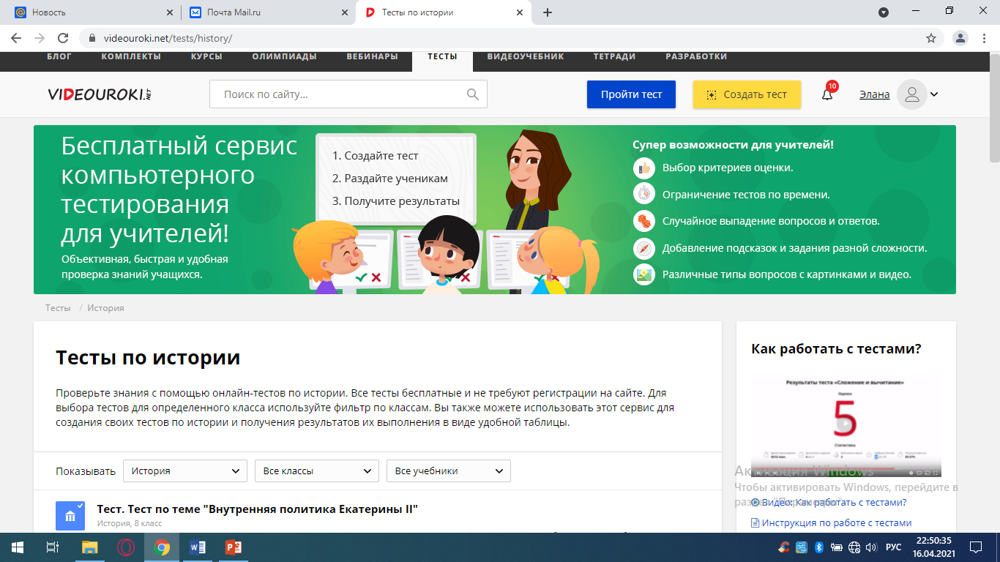 Новость
Почта Mail.ru
Тесты по истории
videouroki.net/tests/history/
БЛОГ КОМПЛЕКТЫ КУРСЫ ОЛИМПИАДЫ ВЕБИНАРЫ ТЕСТЫ ВИДЕОУЧЕБНИК ТЕТРАДИ РАЗРАБОТКИ
VIDEOUROKI.NET
Поиск по сайту...
Пройти тест
Создать тест
10
Элана
Бесплатный сервис
компьютерного
тестирования
для учителей!
Объективная, быстрая и удобная
проверка знаний учащихся.
1. Создайте тест
2. Раздайте ученикам
3. Получите результаты
Супер возможности для учителей!
Выбор критериев оценки.
Ограничение тестов по времени.
Случайное выпадение вопросов и ответов.
Добавление подсказок и задания разной сложности.
Различные типы вопросов с картинками и видео.
Тесты / История
Тесты по истории
Проверьте знания с помощью онлайн-тестов по истории. Все тесты бесплатные и не требуют регистрации на сайте. Для
выбора тестов для определенного класса используйте фильтр по классам. Вы также можете использовать этот сервис для
создания своих тестов по истории и получения результатов их выполнения в виде удобной таблицы.
Показывать История Все классы Все учебники
Тест. Тест по теме "Внутренняя политика Екатерины II"
История, 8 класс
Как работать с тестами?
Результаты теста «Сложение и вычитание»
Оценка
5
Статистика
Активация Windows
Чтобы активировать Windows, перейдите в
раздел "Параметры".
Видео: Как работать с тестами?
Инструкция по работе с тестами
РУС
22:50:35
16.04.2021